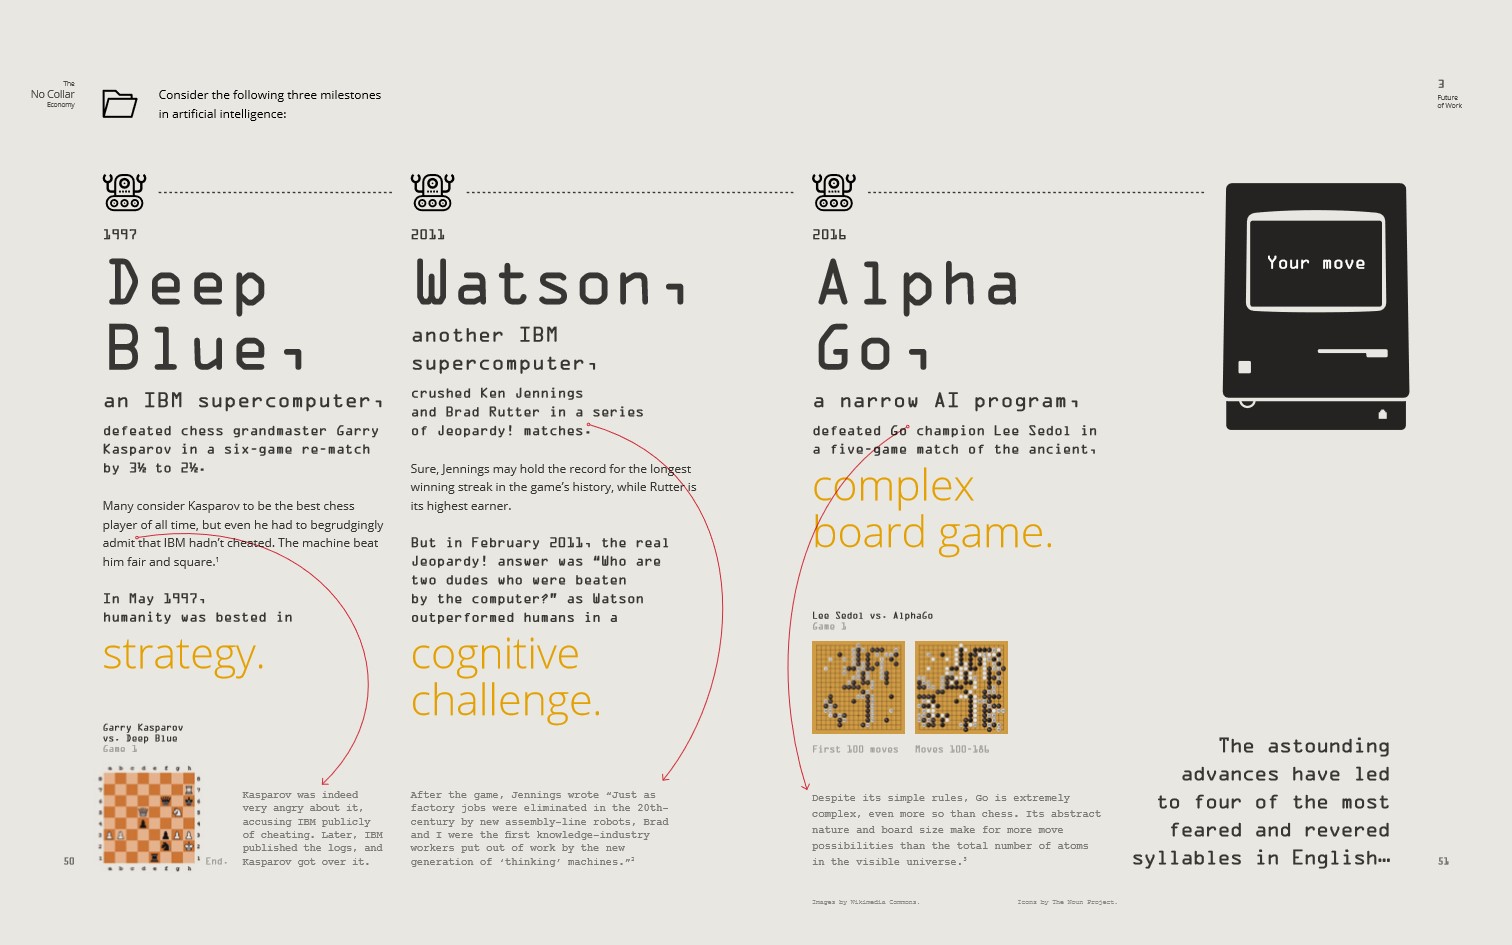 The
No Collar
Economy
Consider the following three milestones
in artificial intelligence:
3
Future
of Work
1997
Deep
Blue,
an IBM supercomputer,
defeated chess grandmaster Garry
Kasparov in a six-game re-match
by 3½ to 2½.
Many consider Kasparov to be the best chess
player of all time, but even he had to begrudgingly
admit that IBM hadn’t cheated. The machine beat
him fair and square.¹
In May 1997,
humanity was bested in
strategy.
Garry Kasparov
vs. Deep Blue
Game 1
a b c d e f g h
8 8
7 7
6 6
5 5
4 4
3 3
2 2
1 1
a b c d e f g h
End.
Kasparov was indeed
very angry about it,
accusing IBM publicly
of cheating. Later, IBM
published the logs, and
Kasparov got over it.
50
2011
Watson,
another IBM
supercomputer,
crushed Ken Jennings
and Brad Rutter in a series
of Jeopardy! matches.
Sure, Jennings may hold the record for the longest
winning streak in the game’s history, while Rutter is
its highest earner.
But in February 2011, the real
Jeopardy! answer was “Who are
two dudes who were beaten
by the computer?” as Watson
outperformed humans in a
cognitive
challenge.
After the game, Jennings wrote “Just as
factory jobs were eliminated in the 20th-
century by new assembly-line robots, Brad
and I were the first knowledge-industry
workers put out of work by the new
generation of ‘thinking’ machines.”²
2016
Alpha
Go,
a narrow AI program,
defeated Go champion Lee Sedol in
a five-game match of the ancient,
complex
board game.
Lee Sedol vs. AlphaGo
Game 1
First 100 moves
Moves 100-186
Despite its simple rules, Go is extremely
complex, even more so than chess. Its abstract
nature and board size make for more move
possibilities than the total number of atoms
in the visible universe.³
Images by Wikimedia Commons.
Icons by The Noun Project.
Your move
The astounding
advances have led
to four of the most
feared and revered
syllables in English…
51